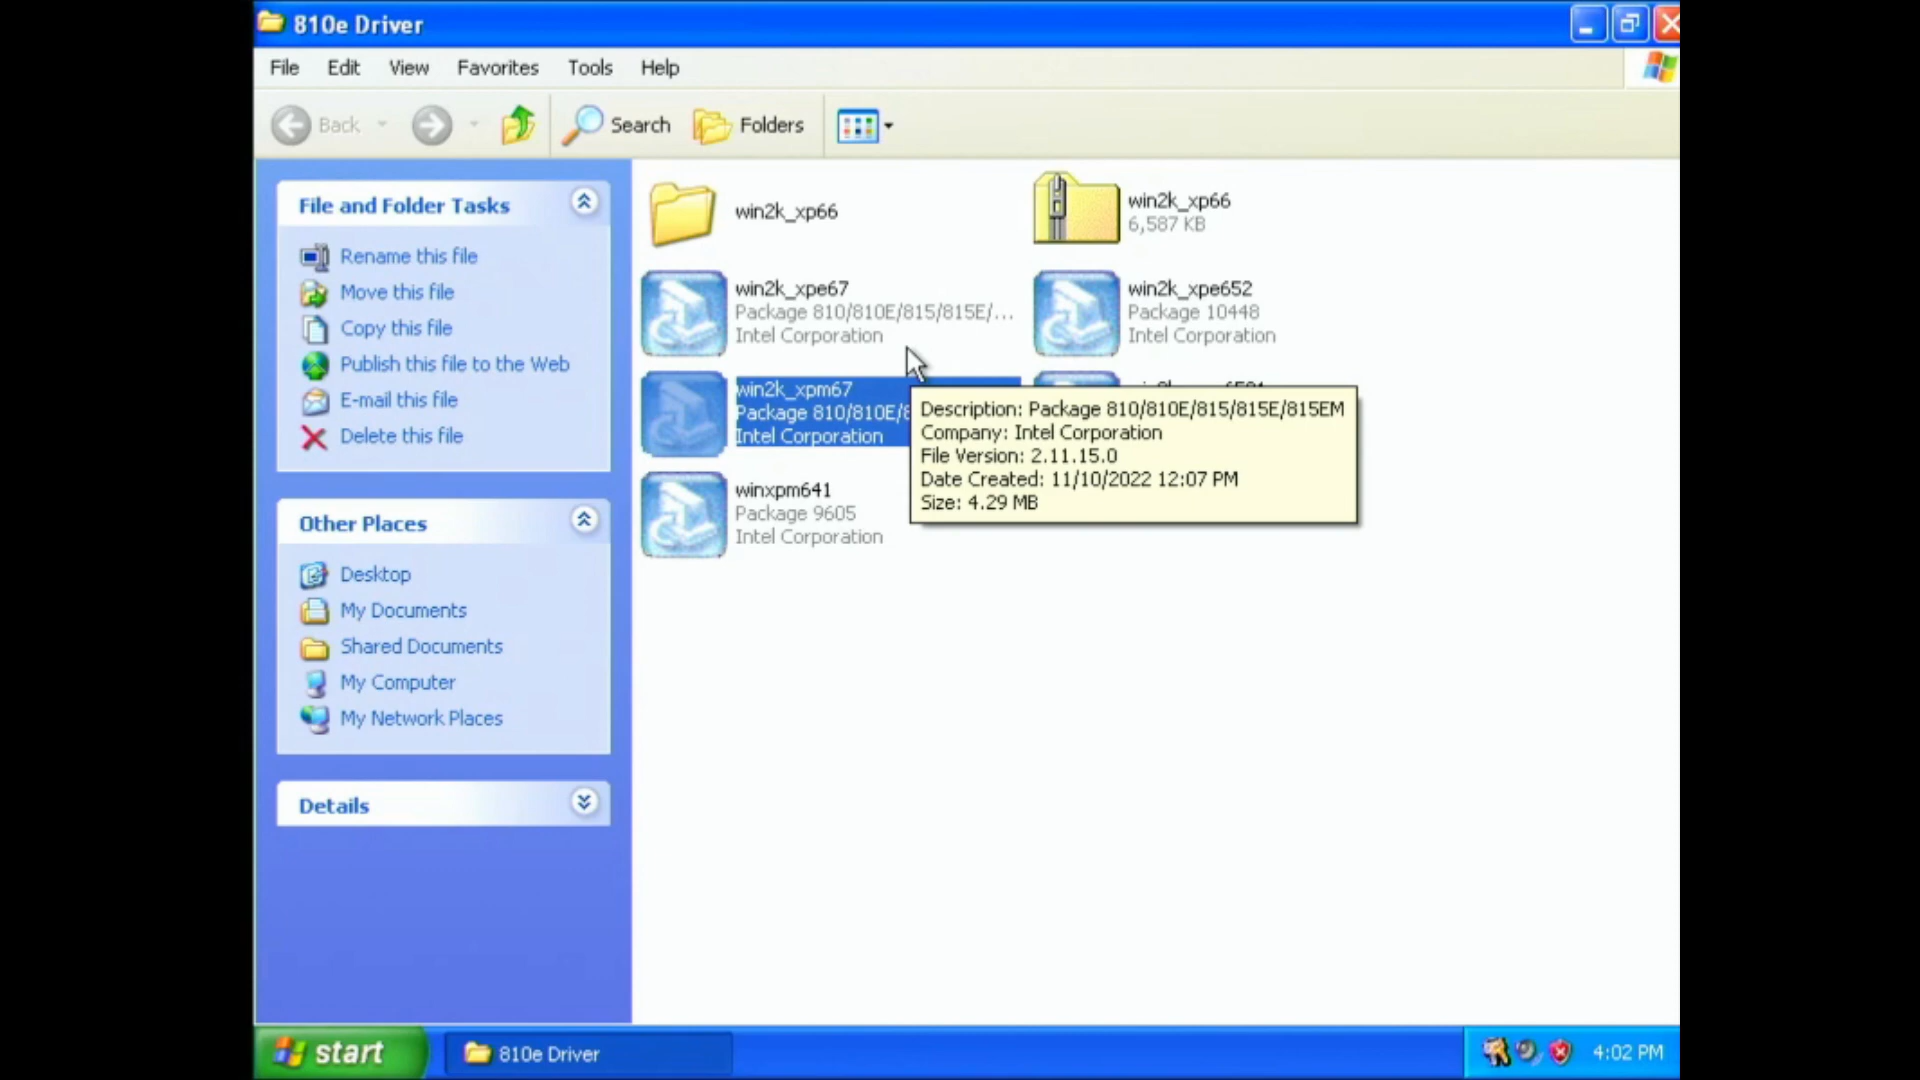 810e Driver
File Edit View Favorites Tools Help
Back Search Folders
File and Folder Tasks
Rename this file
Move this file
Copy this file
Publish this file to the Web
E-mail this file
Delete this file
Other Places
Desktop
My Documents
Shared Documents
My Computer
My Network Places
Details
win2k_xp66
win2k_xp66
6,587 KB
win2k_xpe67
Package 810/810E/815/815E/...
Intel Corporation
win2k_xpe652
Package 10448
Intel Corporation
win2k_xpm67
Package 810/810E/8
Intel Corporation
Description: Package 810/810E/815/815E/815EM
Company: Intel Corporation
File Version: 2.11.15.0
Date Created: 11/10/2022 12:07 PM
Size: 4.29 MB
winxpm641
Package 9605
Intel Corporation
start 810e Driver 4:02 PM